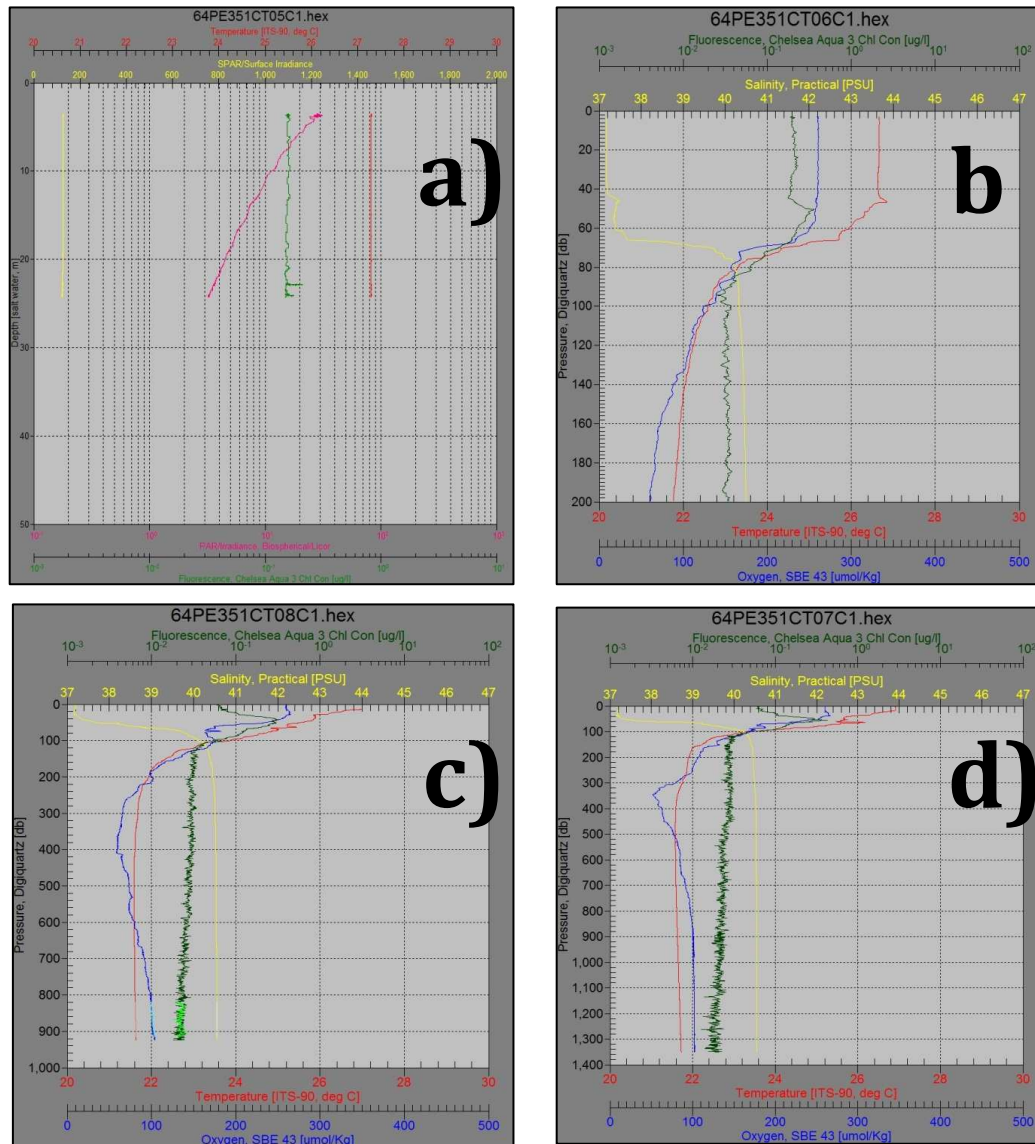 64PE351CT05C1.hex
Temperature [ITS-90, deg C]
20 21 22 23 24 25 26 27 28 29 30
SPAR/Surface Irradiance
0 200 400 600 800 1,000 1,200 1,400 1,600 1,800 2,000
a)
Depth [salt water, m]
0
10
20
30
40
50
PAR/Irradiance, Biospherical/Licor
Fluorescence, Chelsea Aqua 3 Chl Con [ug/l]
64PE351CT06C1.hex
10⁻³ 10⁻² 10⁻¹ 10⁰ 10¹ 10²
Fluorescence, Chelsea Aqua 3 Chl Con [ug/l]
Salinity, Practical [PSU]
37 38 39 40 41 42 43 44 45 46 47
b
Pressure, Digiquartz [db]
0
20
40
60
80
100
120
140
160
180
200
20 22 24 26 28 30
Temperature [ITS-90, deg C]
0 100 200 300 400 500
Oxygen, SBE 43 [umol/Kg]
64PE351CT08C1.hex
Fluorescence, Chelsea Aqua 3 Chl Con [ug/l]
10⁻³ 10⁻² 10⁻¹ 10⁰ 10¹ 10²
Salinity, Practical [PSU]
37 38 39 40 41 42 43 44 45 46 47
c)
Pressure, Digiquartz [db]
0
100
200
300
400
500
600
700
800
900
1,000
20 22 24 26 28 30
Temperature [ITS-90, deg C]
0 100 200 300 400 500
Oxygen, SBE 43 [umol/Kg]
64PE351CT07C1.hex
Fluorescence, Chelsea Aqua 3 Chl Con [ug/l]
10⁻³ 10⁻² 10⁻¹ 10⁰ 10¹ 10²
Salinity, Practical [PSU]
37 38 39 40 41 42 43 44 45 46 47
d)
Pressure, Digiquartz [db]
0
100
200
300
400
500
600
700
800
900
1,000
1,100
1,200
1,300
1,400
20 22 24 26 28 30
Temperature [ITS-90, deg C]
0 100 200 300 400 500
Oxygen, SBE 43 [umol/Kg]